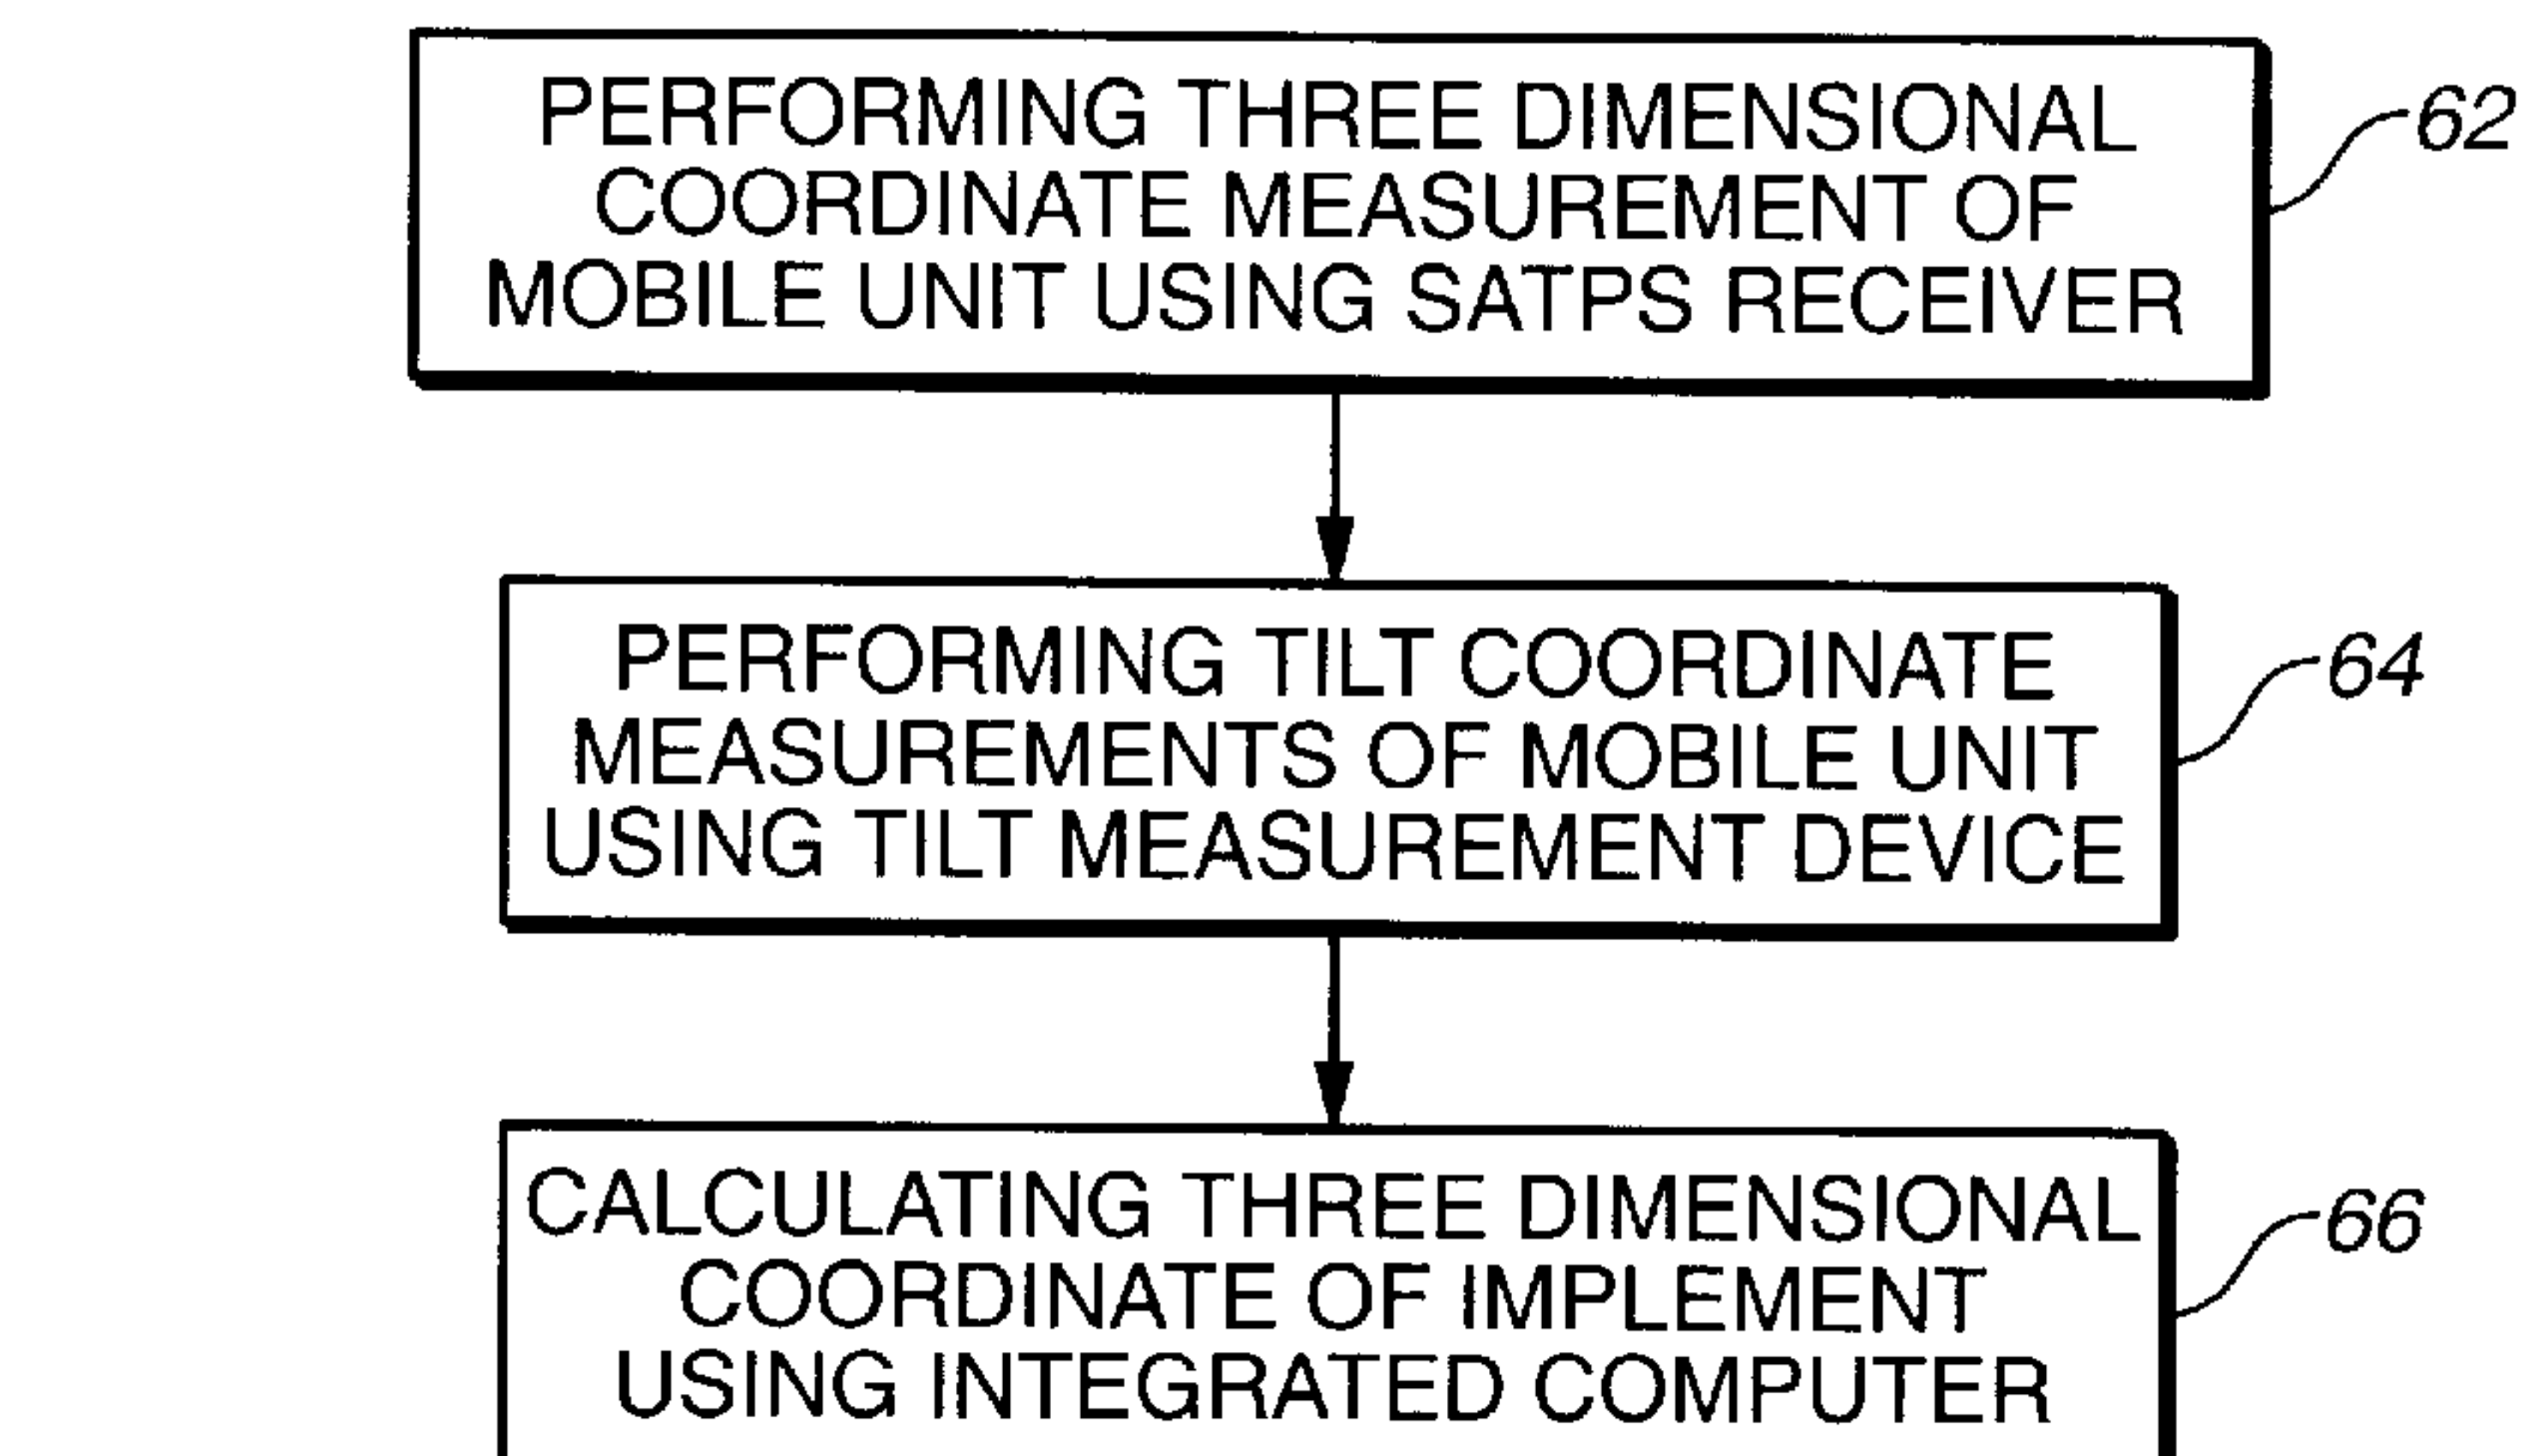 PERFORMING THREE DIMENSIONAL
COORDINATE MEASUREMENT OF
MOBILE UNIT USING SATPS RECEIVER
62
PERFORMING TILT COORDINATE
MEASUREMENTS OF MOBILE UNIT
USING TILT MEASUREMENT DEVICE
64
CALCULATING THREE DIMENSIONAL
COORDINATE OF IMPLEMENT
USING INTEGRATED COMPUTER
66